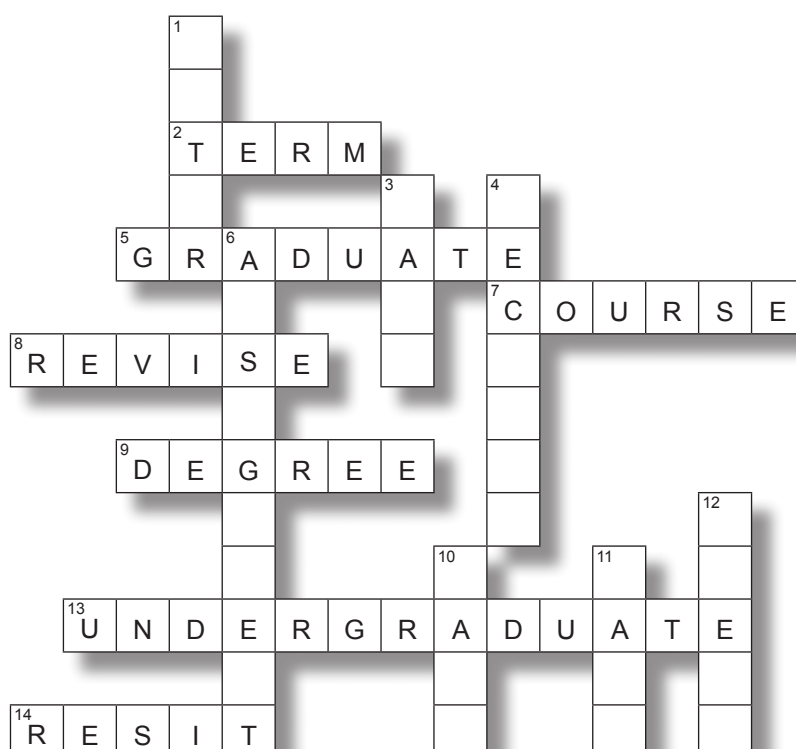 1
2 T E R M
3 4
5 G R 6 A D U A T E
7 C O U R S E
8 R E V I S E
9 D E G R E E
12
10 11
13 U N D E R G R A D U A T E
14 R E S I T